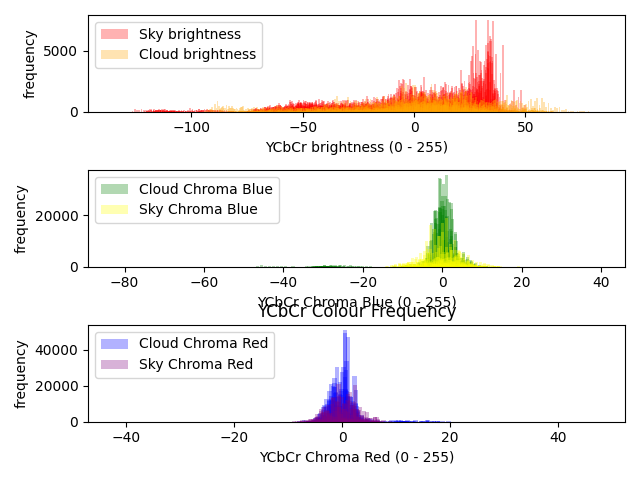 Sky brightness
Cloud brightness
frequency
5000
0
−100
−50
0
50
YCbCr brightness (0 - 255)
Cloud Chroma Blue
Sky Chroma Blue
frequency
20000
0
−80
−60
−40
−20
0
20
40
YCbCr Chroma Blue (0 - 255)
YCbCr Colour Frequency
Cloud Chroma Red
Sky Chroma Red
frequency
40000
20000
0
−40
−20
0
20
40
YCbCr Chroma Red (0 - 255)